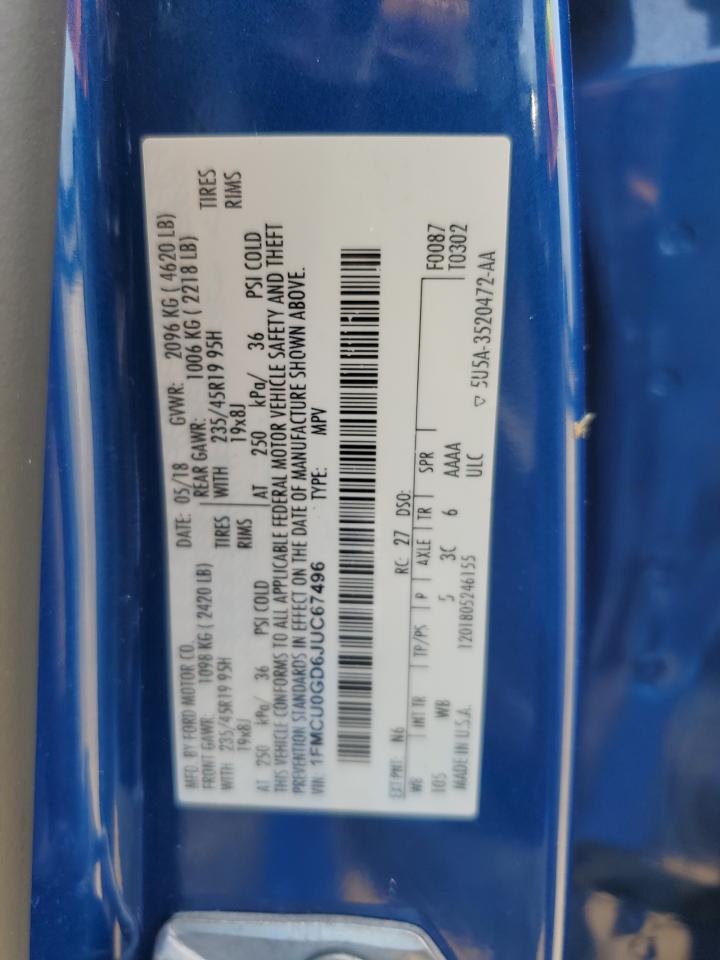 MFD. BY FORD MOTOR CO. DATE: 05/18 GVWR: 2096 KG ( 4620 LB)
FRONT GAWR: 1098 KG ( 2420 LB) REAR GAWR: 1006 KG ( 2218 LB)
WITH 235/45R19 95H TIRES WITH 235/45R19 95H TIRES
19x8J RIMS 19x8J RIMS
AT 250 kPa/ 36 PSI COLD AT 250 kPa/ 36 PSI COLD
THIS VEHICLE CONFORMS TO ALL APPLICABLE FEDERAL MOTOR VEHICLE SAFETY AND THEFT
PREVENTION STANDARDS IN EFFECT ON THE DATE OF MANUFACTURE SHOWN ABOVE.
VIN: 1FMCU0GD6JUC67496 TYPE: MPV
EXT PNT: N6 RC: 27 DSO: F0087
WB INT TR TP/PS P AXLE TR SPR T0302
105 WB 5 3C 6 AAAA
MADE IN U.S.A. 1201805246155 ULC
▽ 5U5A-3520472-AA